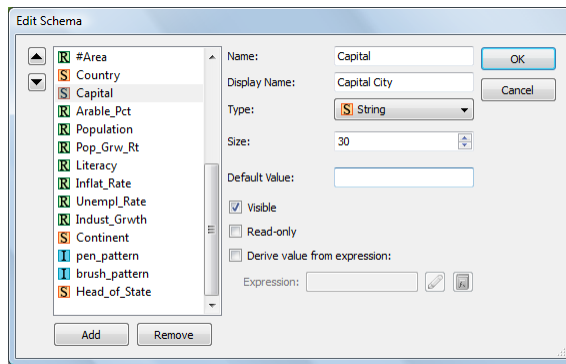 Edit Schema
R #Area
S Country
S Capital
R Arable_Pct
R Population
R Pop_Grw_Rt
R Literacy
R Inflat_Rate
R Unempl_Rate
R Indust_Grwth
S Continent
I pen_pattern
I brush_pattern
S Head_of_State
Add Remove
Name: Capital
Display Name: Capital City
Type: S String
Size: 30
Default Value:
Visible
Read-only
Derive value from expression:
Expression:
OK
Cancel